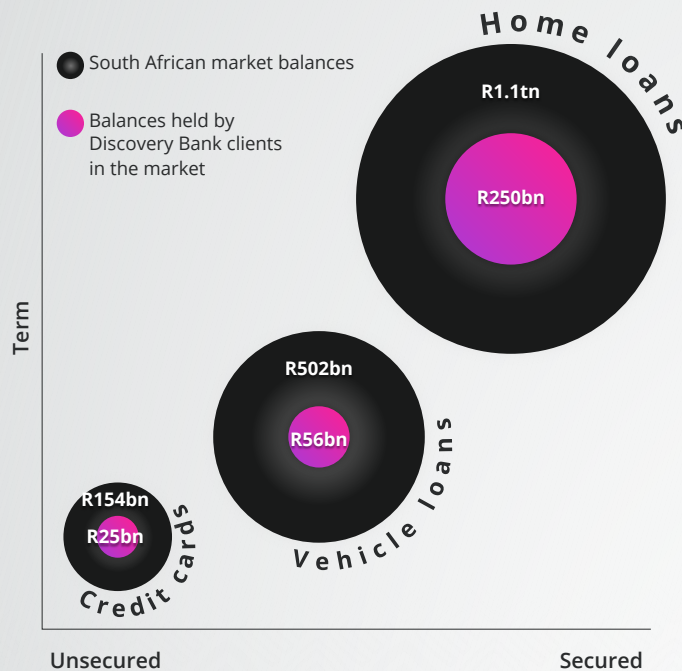 South African market balances
Balances held by
Discovery Bank clients
in the market
Home loans
R1.1tn
R250bn
Term
R502bn
R56bn
Vehicle loans
R154bn
R25bn
Credit cards
Unsecured
Secured